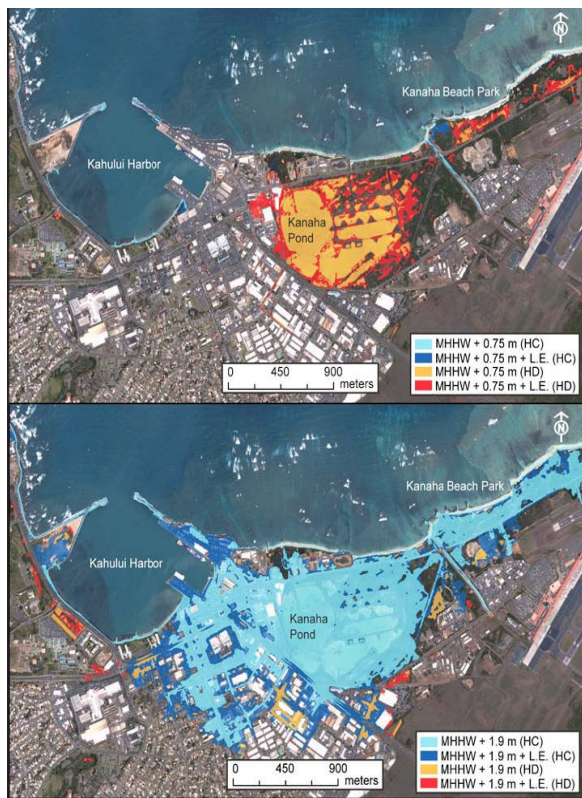 N
Kanaha Beach Park
Kahului Harbor
Kanaha
Pond
MHHW + 0.75 m (HC)
MHHW + 0.75 m + L.E. (HC)
MHHW + 0.75 m (HD)
MHHW + 0.75 m + L.E. (HD)
0 450 900
meters
N
Kanaha Beach Park
Kahului Harbor
Kanaha
Pond
MHHW + 1.9 m (HC)
MHHW + 1.9 m + L.E. (HC)
MHHW + 1.9 m (HD)
MHHW + 1.9 m + L.E. (HD)
0 450 900
meters